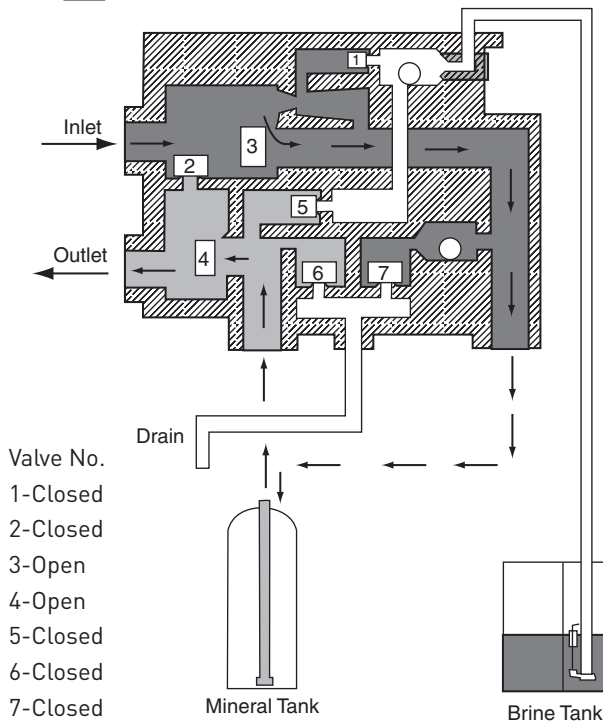 1
Inlet
3
2
5
Outlet
4
6
7
Drain
Valve No.
1-Closed
2-Closed
3-Open
4-Open
5-Closed
6-Closed
7-Closed
Mineral Tank
Brine Tank